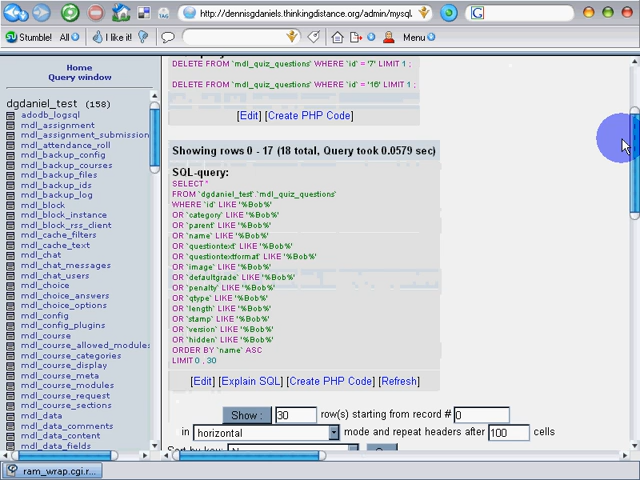 http://dennisgdaniels.thinkingdistance.org/admin/mysql
Stumble! All I like it! Menu
Home
Query window
dgdaniel_test (158)
adodb_logsql
mdl_assignment
mdl_assignment_submission
mdl_attendance_roll
mdl_backup_config
mdl_backup_courses
mdl_backup_files
mdl_backup_ids
mdl_backup_log
mdl_block
mdl_block_instance
mdl_block_rss_client
mdl_cache_filters
mdl_cache_text
mdl_chat
mdl_chat_messages
mdl_chat_users
mdl_choice
mdl_choice_answers
mdl_choice_options
mdl_config
mdl_config_plugins
mdl_course
mdl_course_allowed_modules
mdl_course_categories
mdl_course_display
mdl_course_meta
mdl_course_modules
mdl_course_request
mdl_course_sections
mdl_data
mdl_data_comments
mdl_data_content
mdl_data_fields
DELETE FROM `mdl_quiz_questions` WHERE `id` = '7' LIMIT 1 ;
DELETE FROM `mdl_quiz_questions` WHERE `id` = '16' LIMIT 1 ;
[Edit] [Create PHP Code]
Showing rows 0 - 17 (18 total, Query took 0.0579 sec)
SQL-query:
SELECT *
FROM `dgdaniel_test`.`mdl_quiz_questions`
WHERE `id` LIKE '%Bob%'
OR `category` LIKE '%Bob%'
OR `parent` LIKE '%Bob%'
OR `name` LIKE '%Bob%'
OR `questiontext` LIKE '%Bob%'
OR `questiontextformat` LIKE '%Bob%'
OR `image` LIKE '%Bob%'
OR `defaultgrade` LIKE '%Bob%'
OR `penalty` LIKE '%Bob%'
OR `qtype` LIKE '%Bob%'
OR `length` LIKE '%Bob%'
OR `stamp` LIKE '%Bob%'
OR `version` LIKE '%Bob%'
OR `hidden` LIKE '%Bob%'
ORDER BY `name` ASC
LIMIT 0 , 30
[Edit] [Explain SQL] [Create PHP Code] [Refresh]
Show : 30 row(s) starting from record # 0
in horizontal mode and repeat headers after 100 cells
ram_wrap.cgi.r...